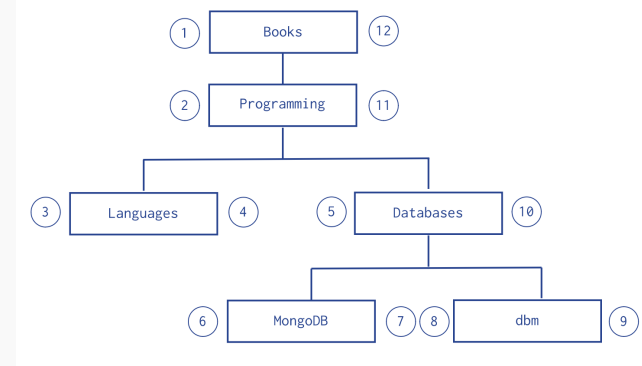 1 Books 12
2 Programming 11
3 Languages 4 5 Databases 10
6 MongoDB 7 8 dbm 9